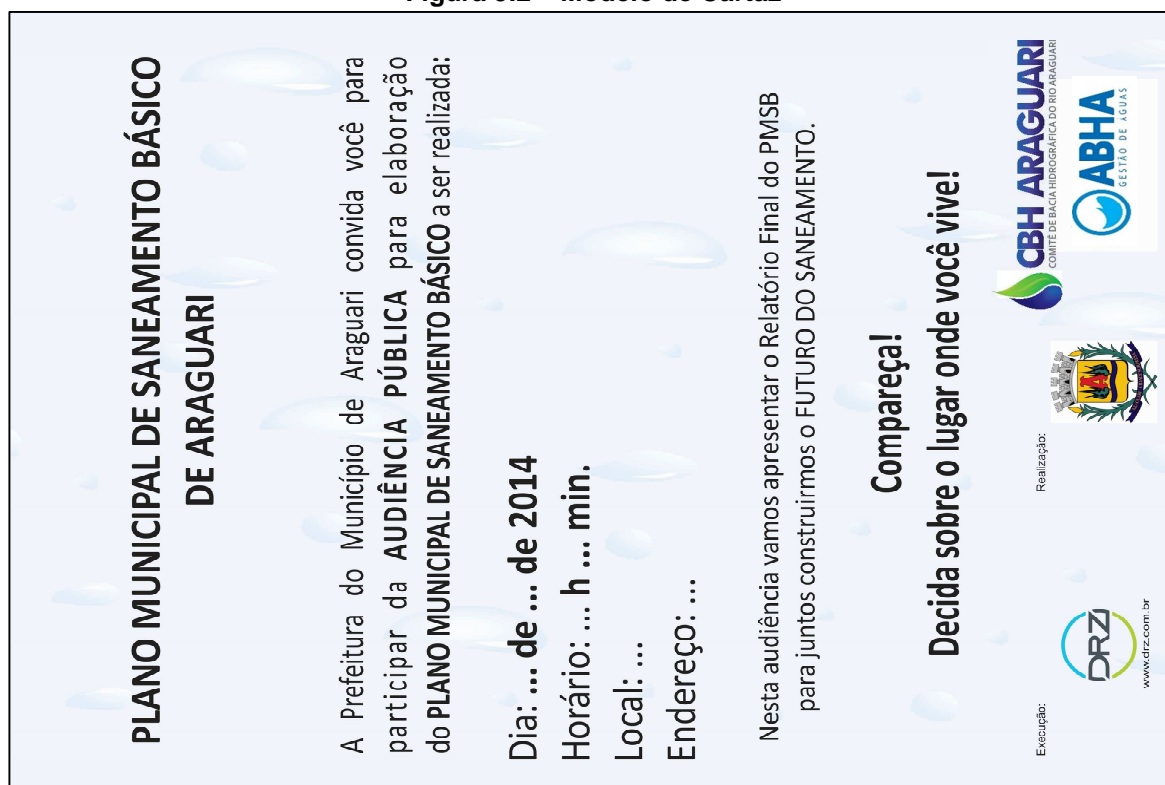 PLANO MUNICIPAL DE SANEAMENTO BÁSICO
DE ARAGUARI
A Prefeitura do Município de Araguari convida você para
participar da AUDIÊNCIA PÚBLICA para elaboração
do PLANO MUNICIPAL DE SANEAMENTO BÁSICO a ser realizada:
Dia: ... de ... de 2014
Horário: ... h ... min.
Local: ...
Endereço: ...
Nesta audiência vamos apresentar o Relatório Final do PMSB
para juntos construirmos o FUTURO DO SANEAMENTO.
Compareça!
Decida sobre o lugar onde você vive!
Execução:
DRZ
www.drz.com.br
Realização:
A
CBH ARAGUARI
COMITÊ DE BACIA HIDROGRÁFICA DO RIO ARAGUARI
ABHA
GESTÃO DE AGUAS